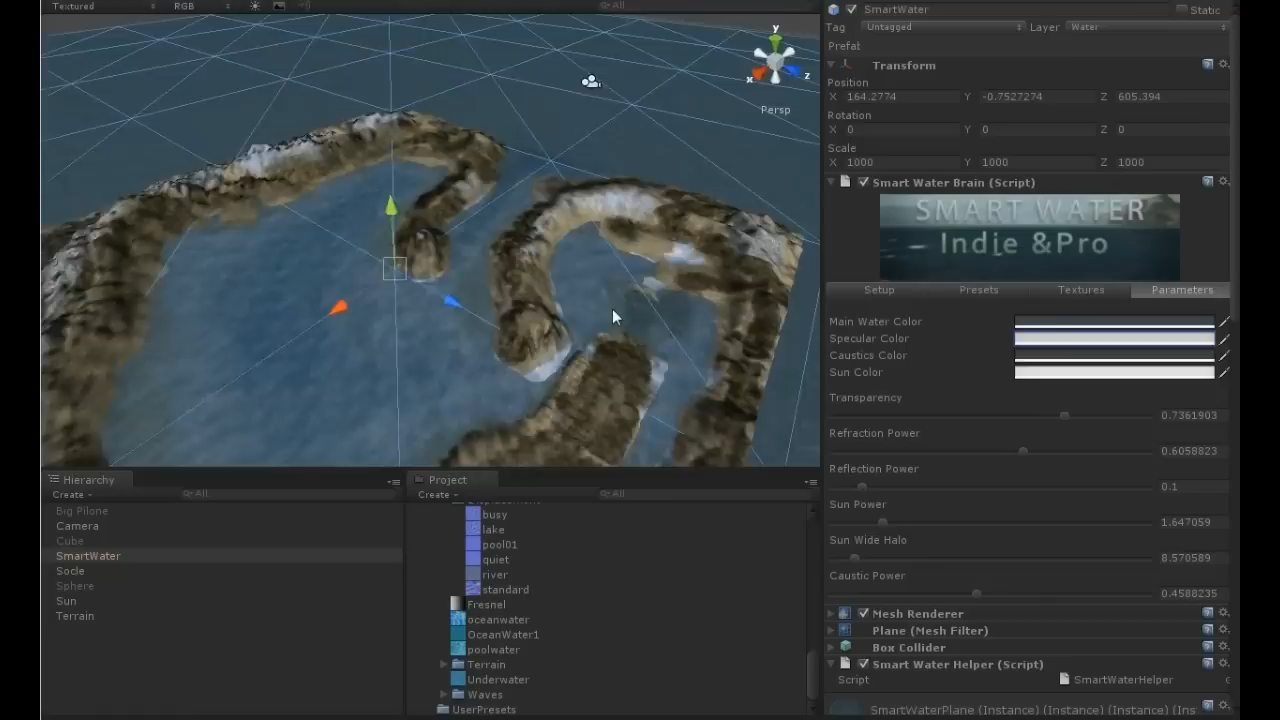 Textured
RGB
All
SmartWater
Static
Tag
Untagged
Layer
Water
Prefab
Transform
Position
X 164.2774 Y -0.7527274 Z 605.394
Rotation
X 0 Y 0 Z 0
Scale
X 1000 Y 1000 Z 1000
Smart Water Brain (Script)
SMART WATER
Indie &Pro
Setup
Presets
Textures
Parameters
Main Water Color
Specular Color
Caustics Color
Sun Color
Transparency
0.7361903
Refraction Power
0.6058823
Reflection Power
0.1
Sun Power
1.647059
Sun Wide Halo
8.570589
Caustic Power
0.4588235
Mesh Renderer
Plane (Mesh Filter)
Box Collider
Smart Water Helper (Script)
Script
SmartWaterHelper
SmartWaterPlane (Instance) (Instance) (Instance) (Ins
y
x
z
Persp
Hierarchy
Create
All
Big Pilone
Camera
Cube
SmartWater
Socle
Sphere
Sun
Terrain
Project
Create
All
busy
lake
pool01
quiet
river
standard
Fresnel
oceanwater
OceanWater1
poolwater
Terrain
Underwater
Waves
UserPresets